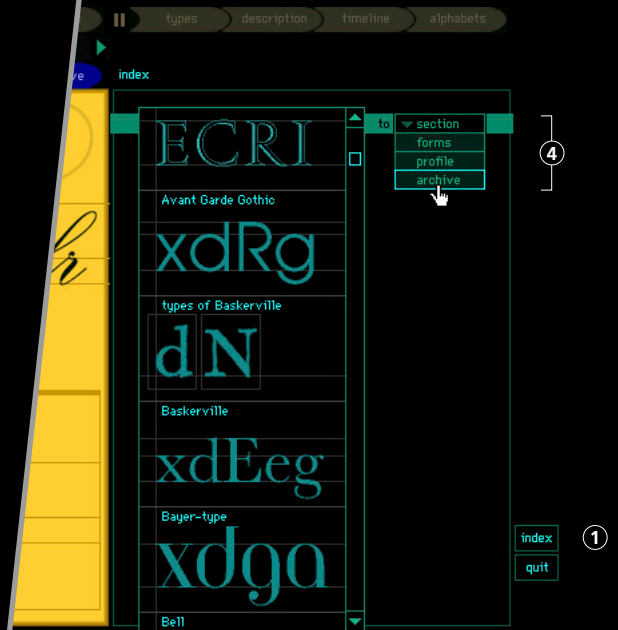 types description timeline alphabets
ve
index
ECRI
to section
forms
profile
archive
4
Avant Garde Gothic
xdRg
types of Baskerville
dN
Baskerville
xdEeg
Bayer-type
xdga
index
1
quit
Bell